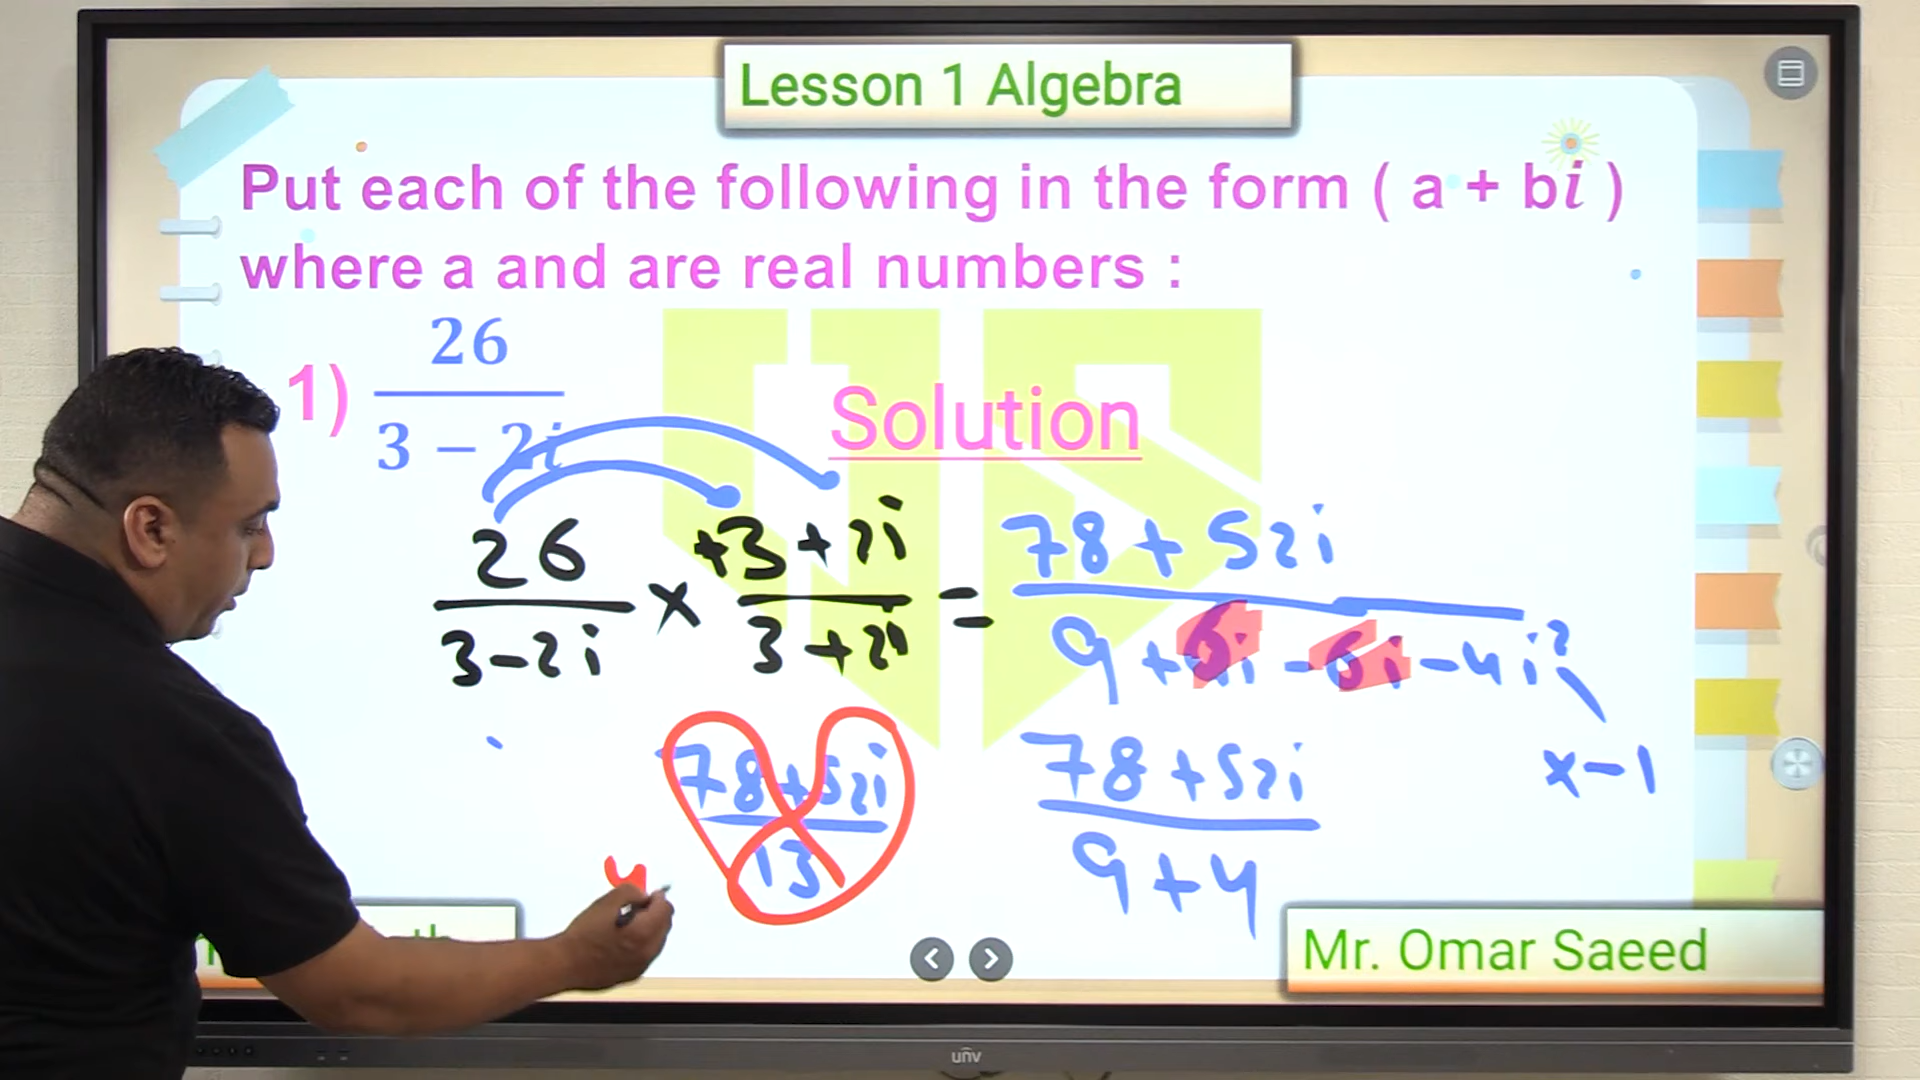 Lesson 1 Algebra
Put each of the following in the form ( a + bi )
where a and are real numbers :
1) 26
3 − 2i
Solution
26 × +3 + 2i = 78 + 52i
3 − 2i 3 + 2i 9 + 6i − 6i − 4i²
x − 1
78 + 52i 78 + 52i
13 9 + 4
Mr. Omar Saeed
unv